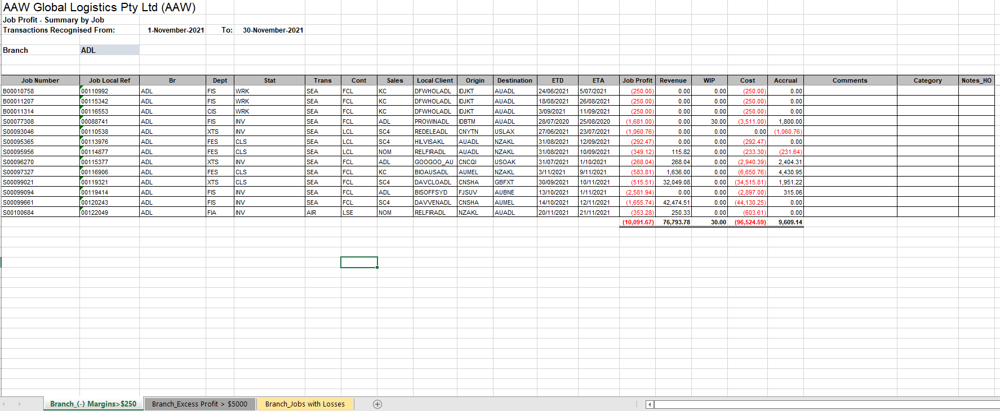 AAW Global Logistics Pty Ltd (AAW)
Job Profit - Summary by Job
Transactions Recognised From: 1-November-2021 To: 30-November-2021
Branch ADL
Job Number Job Local Ref Br Dept Stat Trans Cont Sales Local Client Origin Destination ETD ETA Job Profit Revenue WIP Cost Accrual Comments Category Notes_HO
B00010758 00110992 ADL FIS WRK SEA FCL KC DFWHOLADL IDJKT AUADL 24/06/2021 5/07/2021 (250.00) 0.00 0.00 (250.00) 0.00
B00011207 00115342 ADL FIS WRK SEA FCL KC DFWHOLADL IDJKT AUADL 18/08/2021 26/08/2021 (250.00) 0.00 0.00 (250.00) 0.00
B00011314 00116553 ADL CIS WRK SEA FCL KC DFWHOLADL IDJKT AUADL 3/09/2021 11/09/2021 (250.00) 0.00 0.00 (250.00) 0.00
S00077308 00088741 ADL FIS INV SEA FCL ADL PROWINADL IDBTM AUADL 28/07/2020 25/08/2020 (1,681.00) 0.00 30.00 (3,511.00) 1,800.00
S00093046 00110538 ADL XTS INV SEA LCL SC4 REDELEADL CNYTN USLAX 27/06/2021 23/07/2021 (1,060.76) 0.00 0.00 0.00 (1,060.76)
S00095365 00113976 ADL FES CLS SEA LCL SC4 HILVISAKL AUADL NZAKL 31/08/2021 12/09/2021 (292.47) 0.00 0.00 (292.47) 0.00
S00095956 00114877 ADL FES CLS SEA LCL NOM RELFIRADL AUADL NZAKL 31/08/2021 10/09/2021 (349.12) 115.82 0.00 (233.30) (231.64)
S00096270 00115377 ADL XTS INV SEA FCL ADL GOOGOO_AU CNCQI USOAK 31/07/2021 1/10/2021 (268.04) 268.04 0.00 (2,940.39) 2,404.31
S00097327 00116906 ADL FES CLS SEA FCL KC BIOAUSADL AUMEL NZAKL 3/11/2021 9/11/2021 (583.81) 1,636.00 0.00 (6,650.76) 4,430.95
S00099021 00119321 ADL XTS CLS SEA FCL SC4 DAVCLOADL CNSHA GBFXT 30/09/2021 10/11/2021 (515.51) 32,049.08 0.00 (34,515.81) 1,951.22
S00099094 00119414 ADL FIS INV SEA FCL ADL BISOFFSYD FJSUV AUBNE 13/10/2021 1/11/2021 (2,581.94) 0.00 0.00 (2,897.00) 315.06
S00099661 00120243 ADL FIS INV SEA FCL SC4 DAVVENADL CNSHA AUMEL 14/10/2021 12/11/2021 (1,655.74) 42,474.51 0.00 (44,130.25) 0.00
S00100684 00122049 ADL FIA INV AIR LSE NOM RELFIRADL NZAKL AUADL 20/11/2021 21/11/2021 (353.28) 250.33 0.00 (603.61) 0.00
(10,091.67) 76,793.78 30.00 (96,524.59) 9,609.14
Branch_(-) Margins>$250 Branch_Excess Profit > $5000 Branch_Jobs with Losses